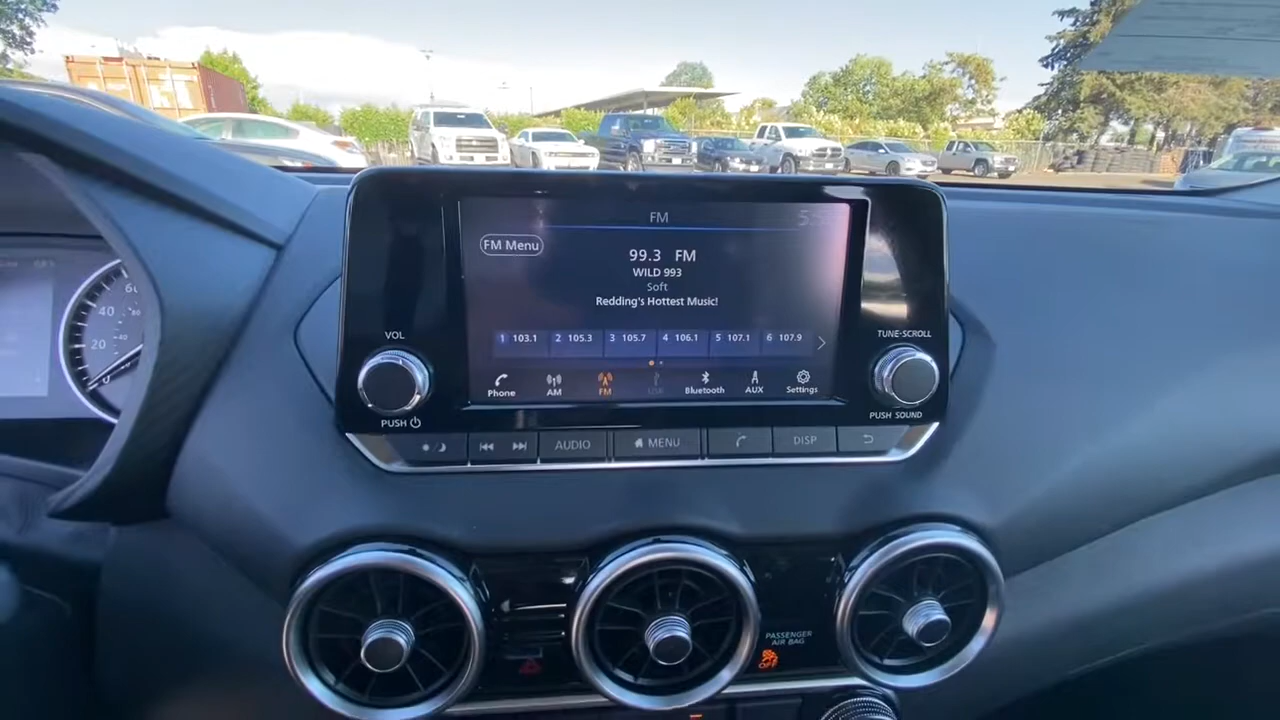 FM
FM Menu
99.3 FM
WILD 993
Soft
Redding's Hottest Music!
1 103.1 2 105.3 3 105.7 4 106.1 5 107.1 6 107.9
Phone AM FM Bluetooth AUX Settings
VOL
PUSH
TUNE·SCROLL
PUSH SOUND
AUDIO MENU DISP
60
40
20
PASSENGER
AIR BAG
OFF